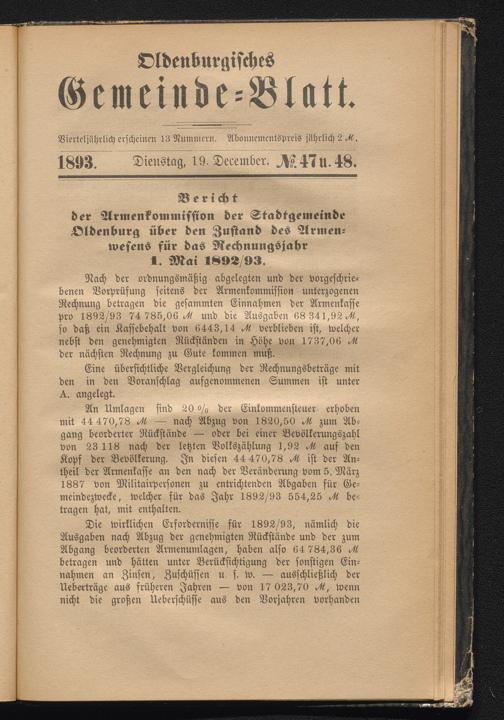 Oldenburgisches
Gemeinde-Blatt.
Vierteljährlich erscheinen 13 Nummern. Abonnementspreis jährlich 2 M.
1893. Dienstag, 19. December. №. 47 u. 48.
Bericht
der Armenkommission der Stadtgemeinde
Oldenburg über den Zustand des Armen-
wesens für das Rechnungsjahr
1. Mai 1892/93.
Nach der ordnungsmäßig abgelegten und der vorgeschrie-
benen Vorprüfung seitens der Armenkommission unterzogenen
Rechnung betragen die gesammten Einnahmen der Armenkasse
pro 1892/93 74 785,06 M und die Ausgaben 68 341,92 M,
so daß ein Kassebehalt von 6443,14 M verblieben ist, welcher
nebst den genehmigten Rückständen in Höhe von 1737,06 M
der nächsten Rechnung zu Gute kommen muß.
Eine übersichtliche Vergleichung der Rechnungsbeträge mit
den in den Voranschlag aufgenommenen Summen ist unter
A. angelegt.
An Umlagen sind 20 % der Einkommensteuer erhoben
mit 44 470,78 M — nach Abzug von 1820,50 M zum Ab-
gang beorderter Rückstände — oder bei einer Bevölkerungszahl
von 23 118 nach der letzten Volkszählung 1,92 M auf den
Kopf der Bevölkerung. In diesen 44 470,78 M ist der An-
theil der Armenkasse an den nach der Veränderung vom 5. März
1887 von Militairpersonen zu entrichtenden Abgaben für Ge-
meindezwecke, welcher für das Jahr 1892/93 554,25 M be-
tragen hat, mit enthalten.
Die wirklichen Erfordernisse für 1892/93, nämlich die
Ausgaben nach Abzug der genehmigten Rückstände und der zum
Abgang beorderten Armenumlagen, haben also 64 784,36 M
betragen und hätten unter Berücksichtigung der sonstigen Ein-
nahmen an Zinsen, Zuschüssen u. s. w. — ausschließlich der
Ueberträge aus früheren Jahren — von 17 023,70 M, wenn
nicht die großen Ueberschüsse aus den Vorjahren vorhanden